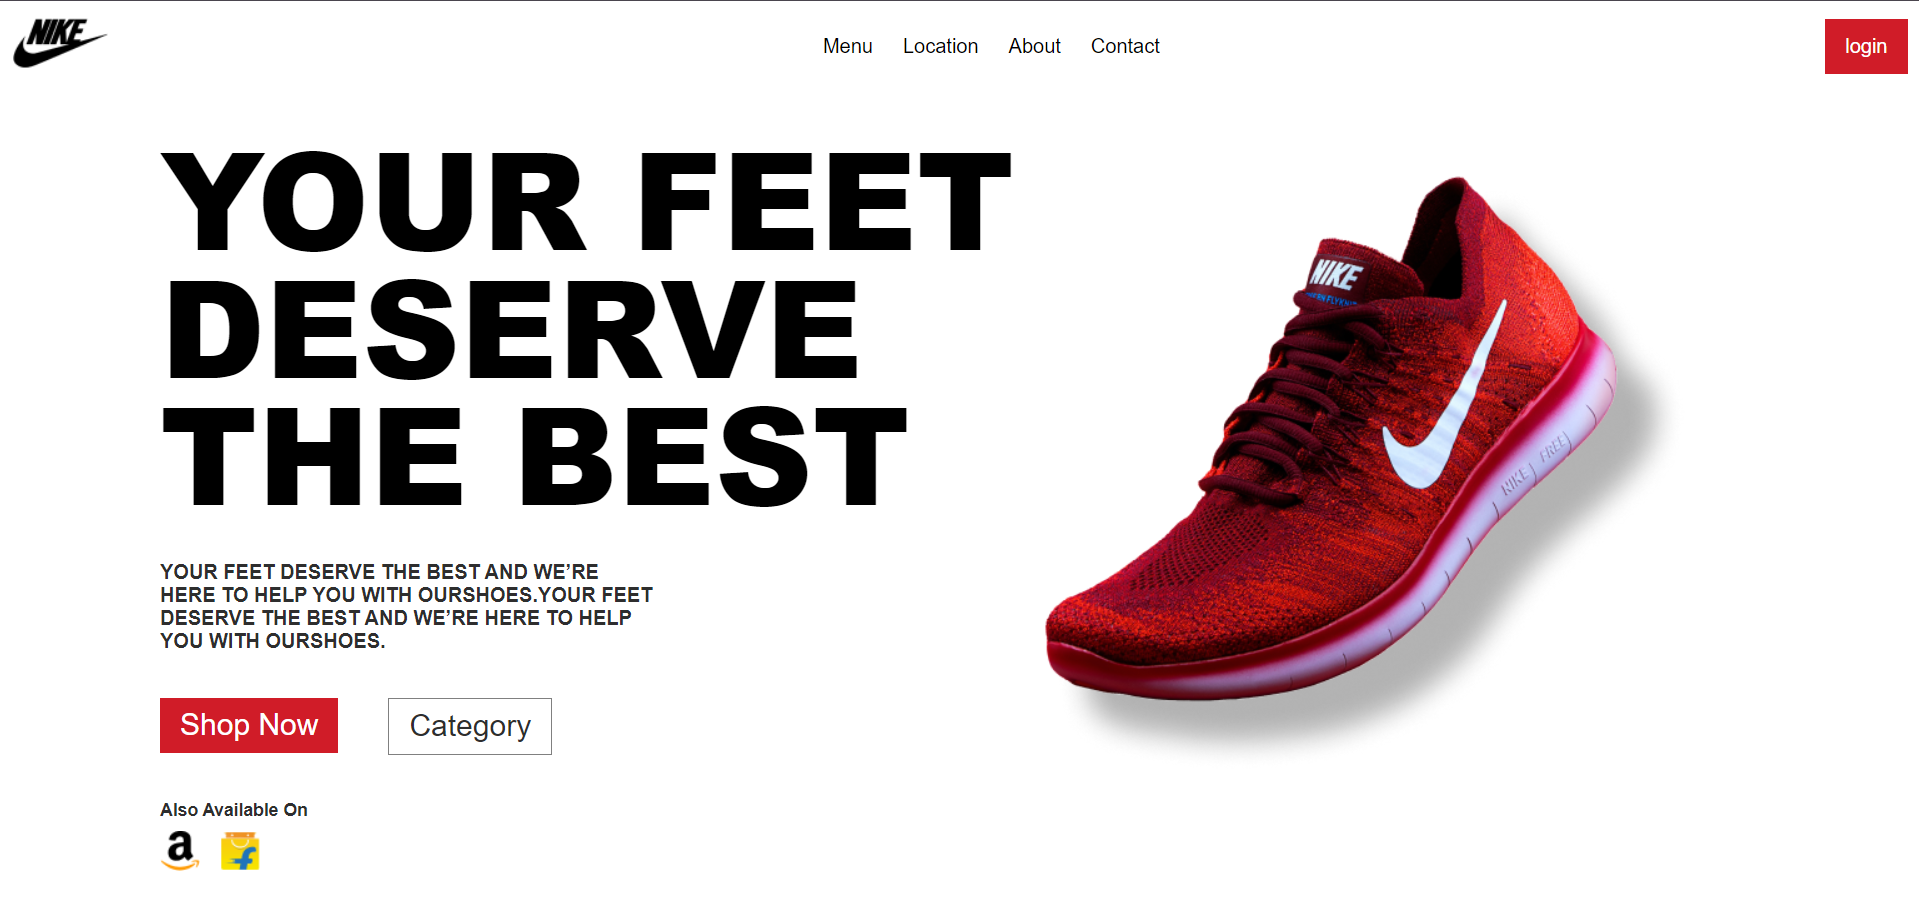 NIKE
Menu Location About Contact
login
YOUR FEET
DESERVE
THE BEST
NIKE
YOUR FEET DESERVE THE BEST AND WE’RE
HERE TO HELP YOU WITH OURSHOES.YOUR FEET
DESERVE THE BEST AND WE’RE HERE TO HELP
YOU WITH OURSHOES.
NIKE FREE
Shop Now Category
Also Available On
a
f